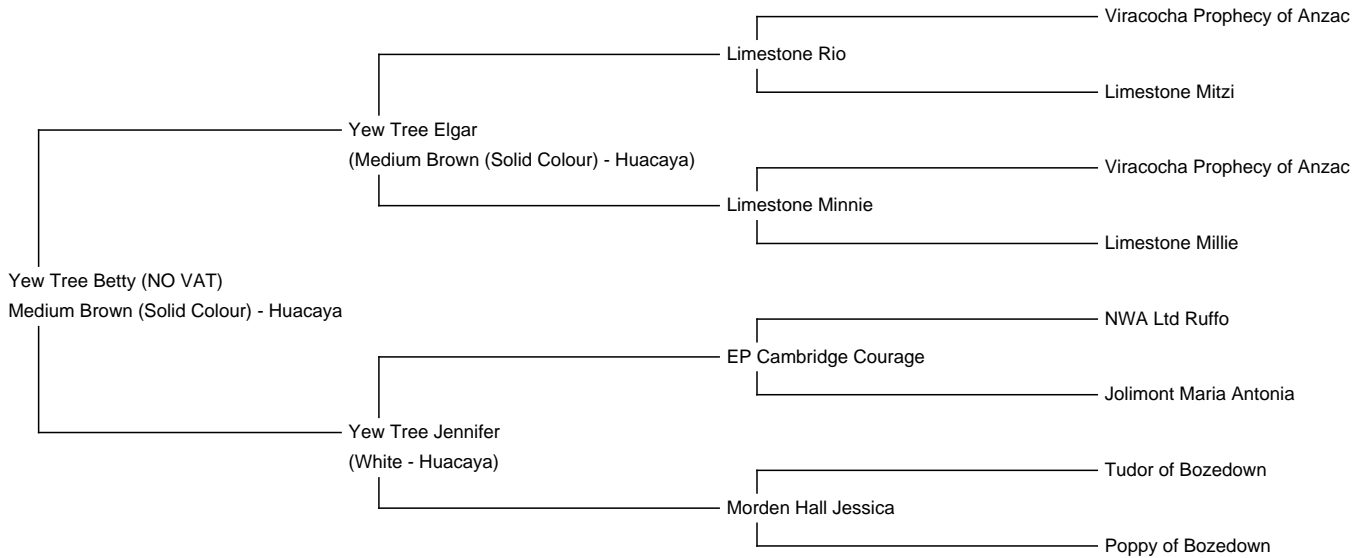 Viracocha Prophecy of Anzac
Limestone Rio
Limestone Mitzi
Yew Tree Elgar
(Medium Brown (Solid Colour) - Huacaya)
Viracocha Prophecy of Anzac
Limestone Minnie
Limestone Millie
Yew Tree Betty (NO VAT)
Medium Brown (Solid Colour) - Huacaya
NWA Ltd Ruffo
EP Cambridge Courage
Jolimont Maria Antonia
Yew Tree Jennifer
(White - Huacaya)
Tudor of Bozedown
Morden Hall Jessica
Poppy of Bozedown